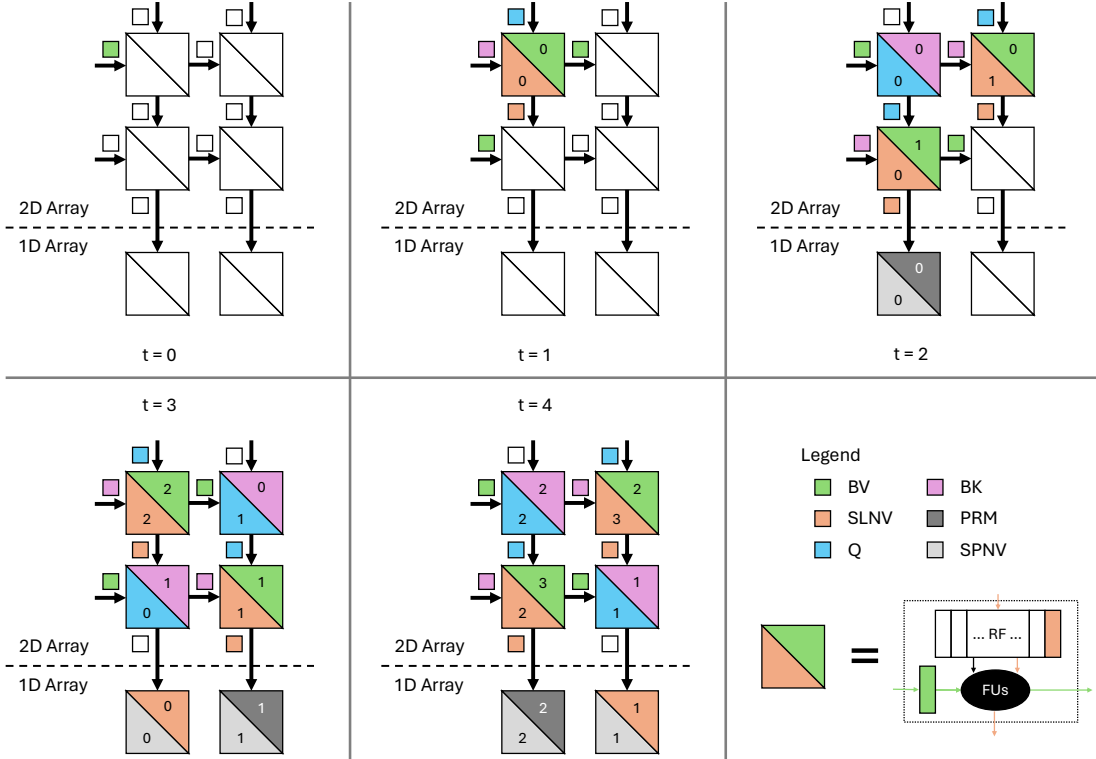 0
0
0
0
0
0
1
1
0
2D Array
1D Array
2D Array
1D Array
2D Array
1D Array
0
0
t = 0
t = 1
t = 2
t = 3
t = 4
2
2
0
1
2
2
2
3
1
0
1
1
3
2
1
1
2D Array
1D Array
2D Array
1D Array
0
0
1
1
2
2
1
1
Legend
BV
BK
SLNV
PRM
Q
SPNV
=
... RF ...
FUs